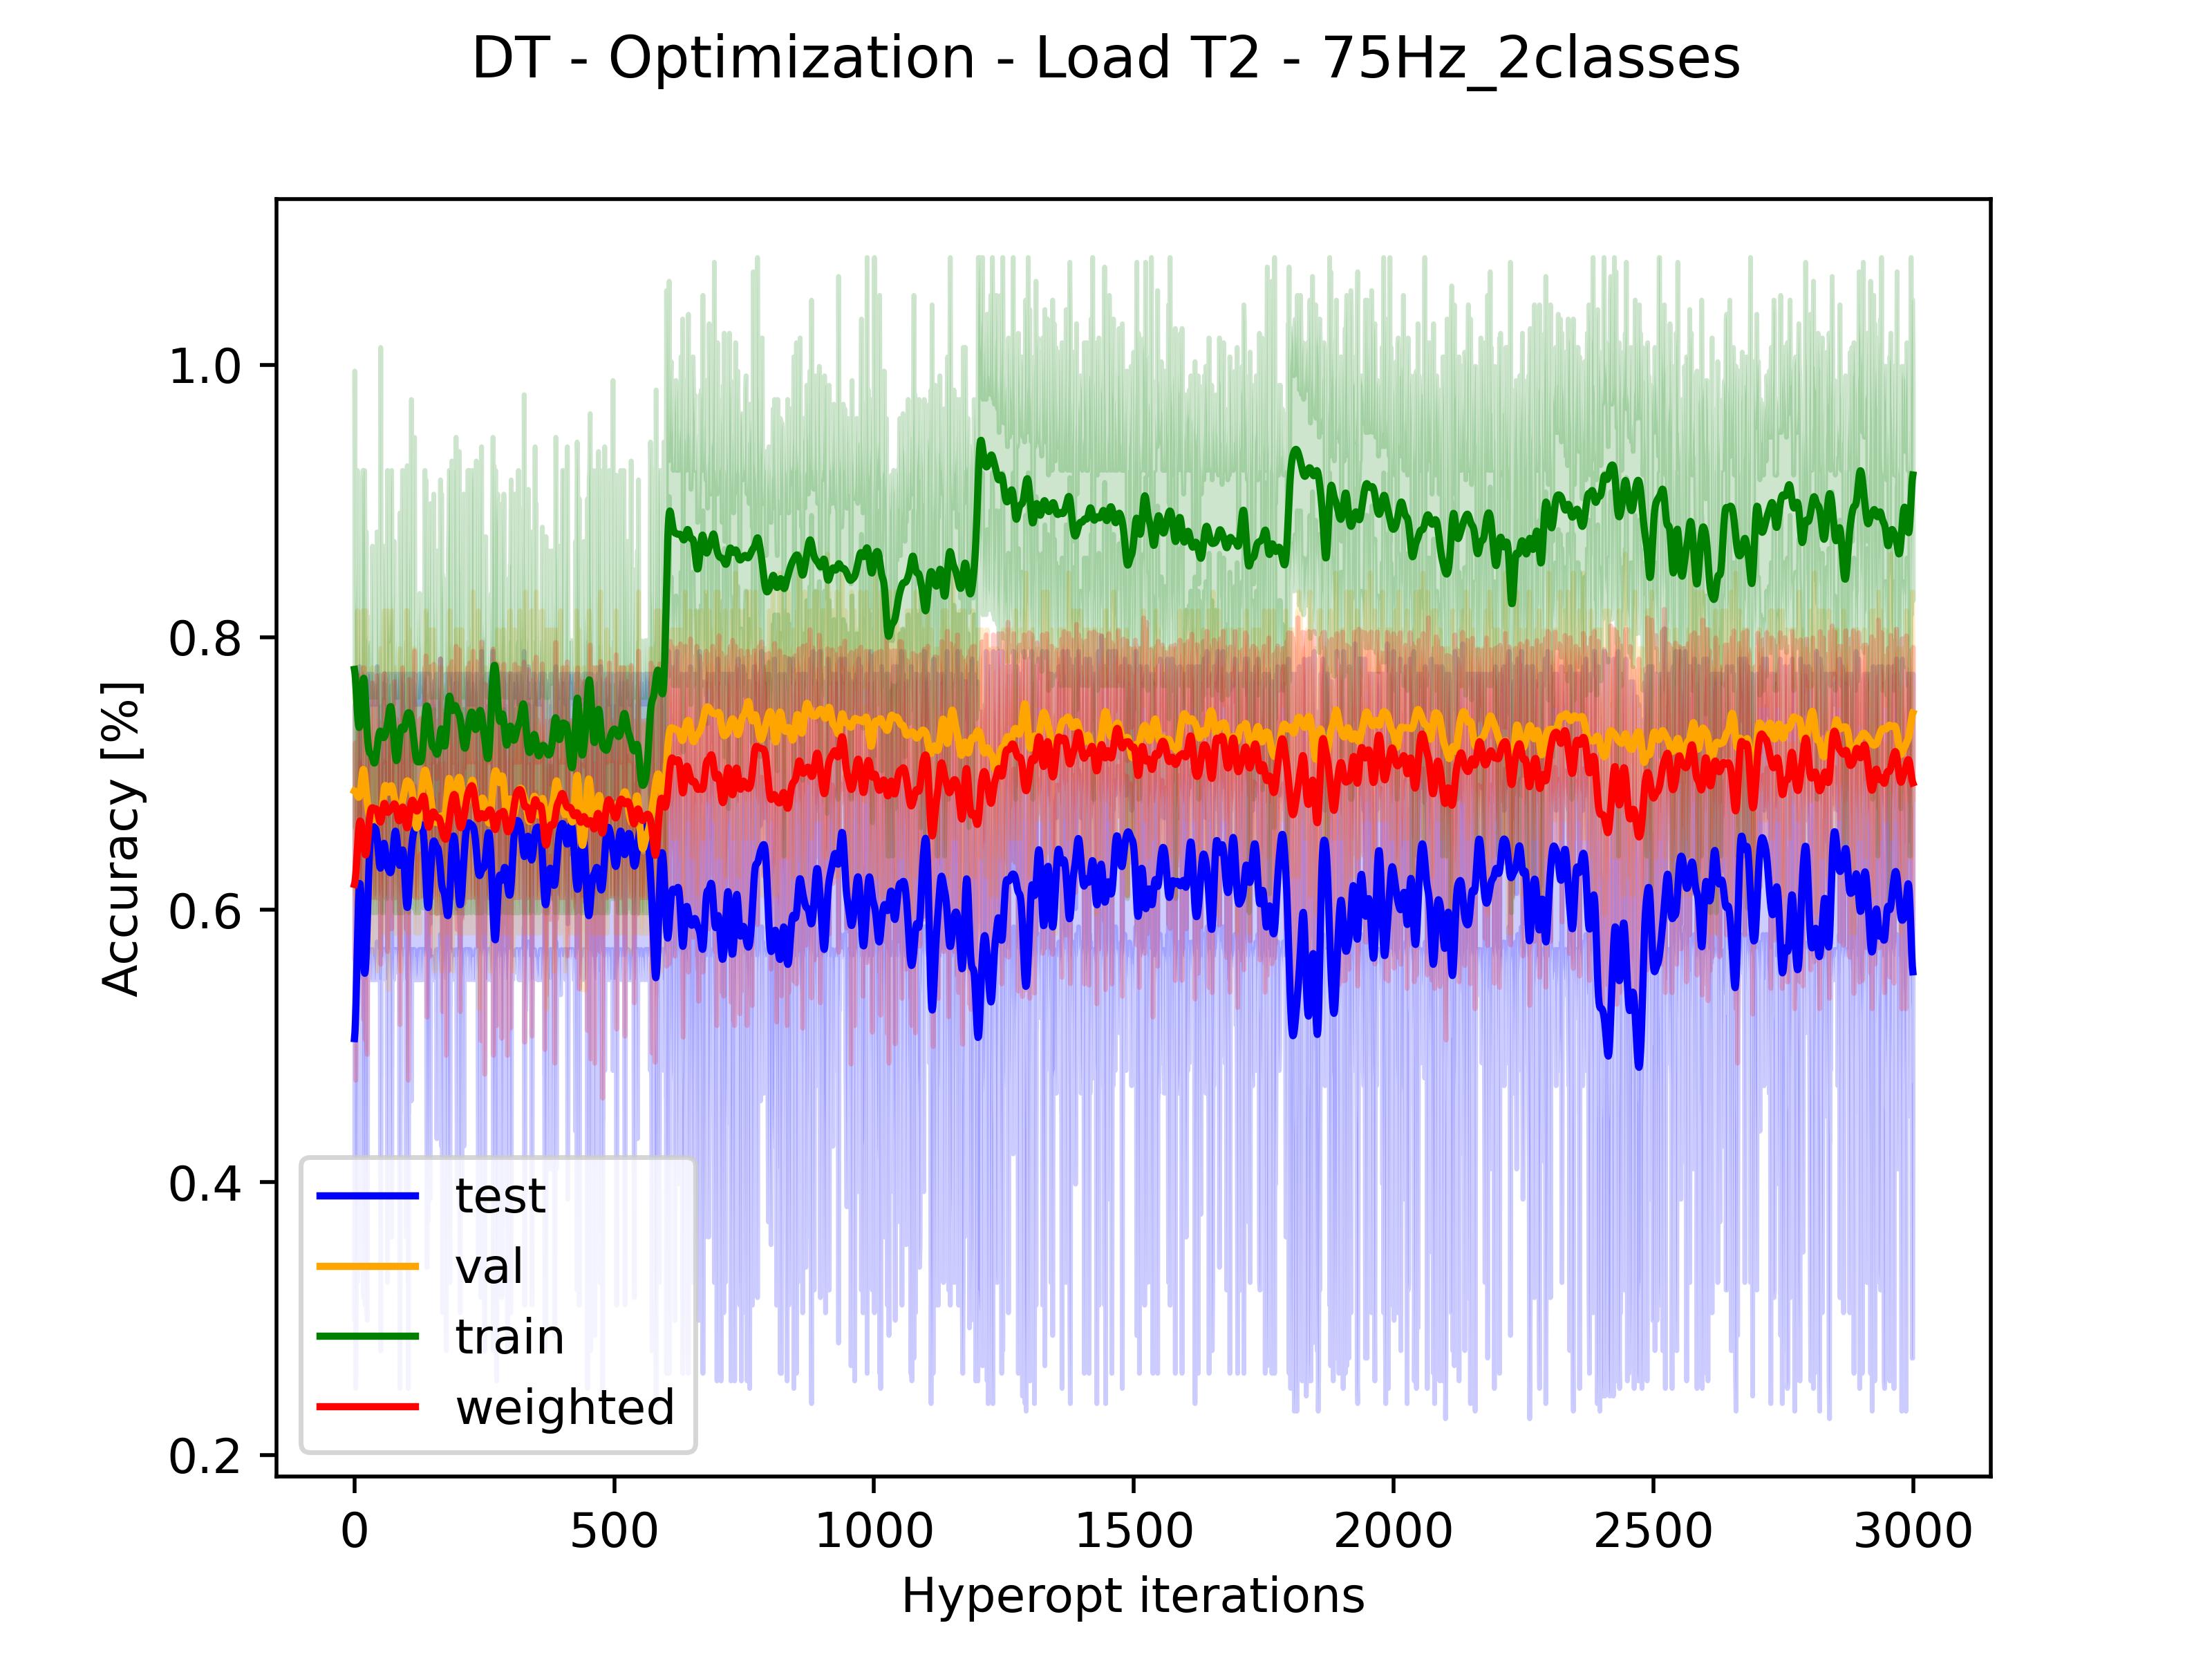 DT - Optimization - Load T2 - 75Hz_2classes
Accuracy [%]
1.0
0.8
0.6
0.4
0.2
test
val
train
weighted
0 500 1000 1500 2000 2500 3000
Hyperopt iterations